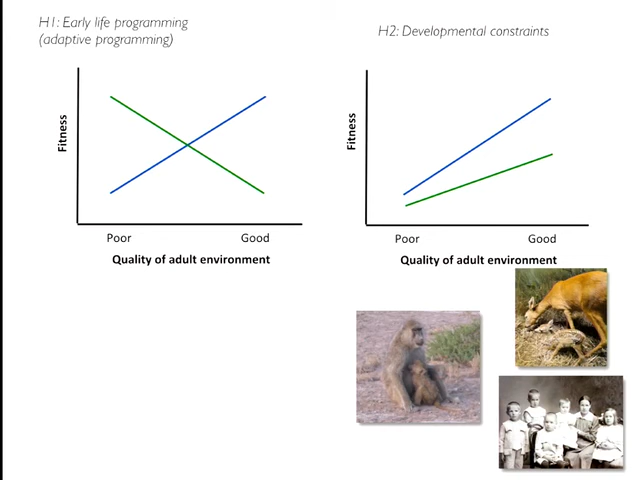 H1: Early life programming
(adaptive programming)
H2: Developmental constraints
Fitness
Poor
Good
Quality of adult environment
Fitness
Poor
Good
Quality of adult environment